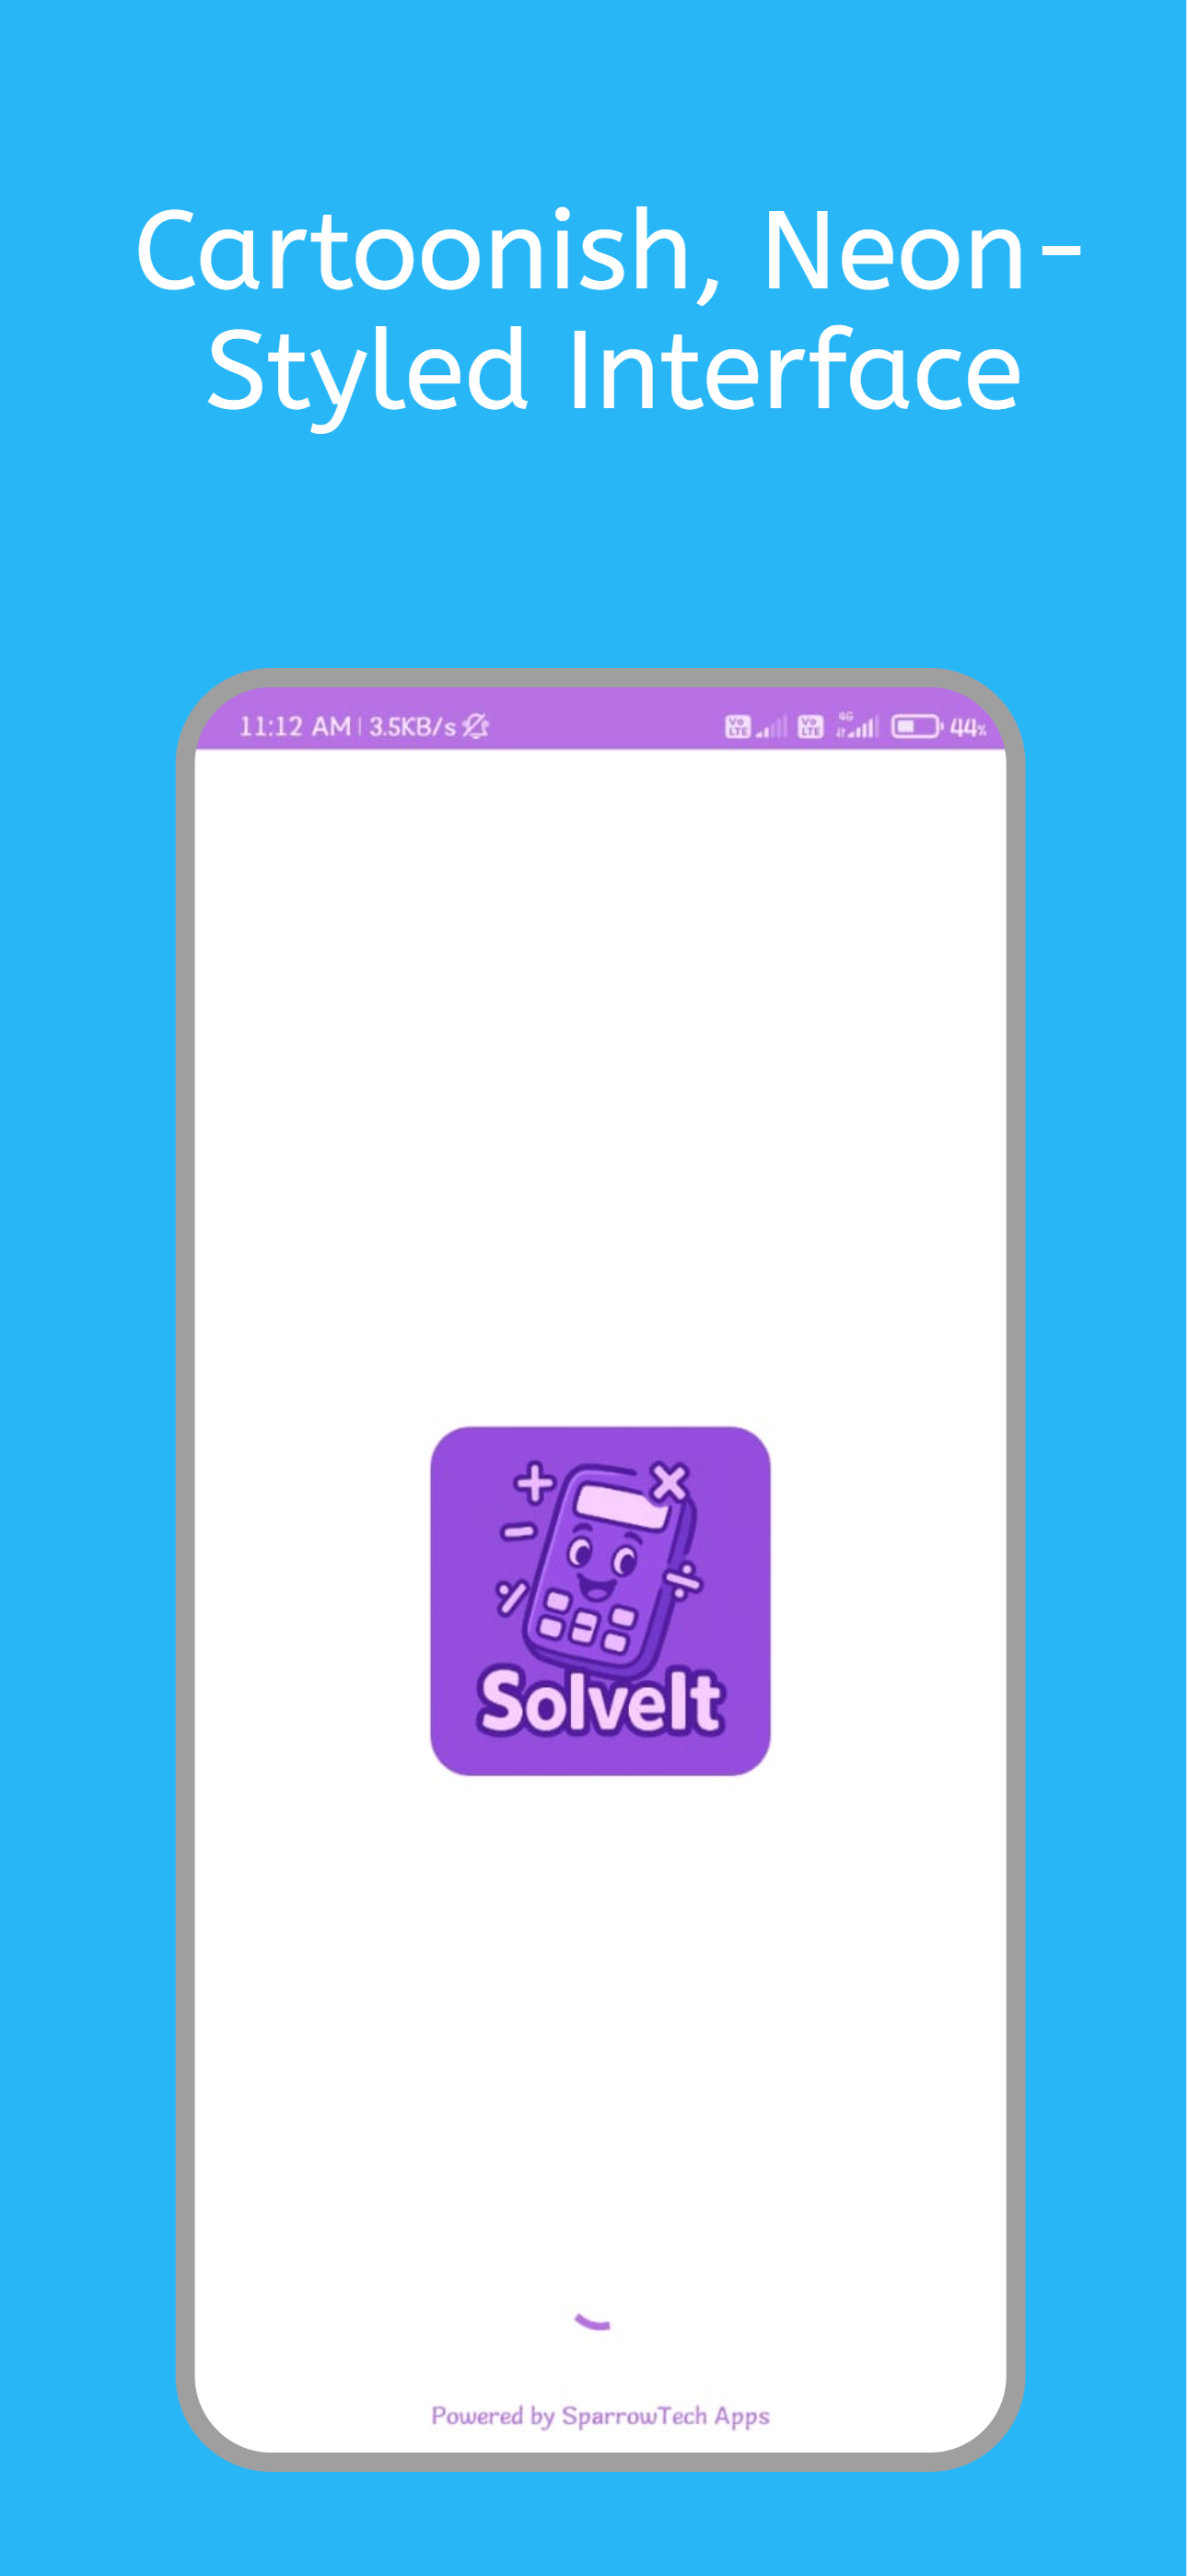 Cartoonish, Neon-
Styled Interface
11:12 AM | 3.5KB/s Vo LTE Vo LTE 4G 44%
SolveIt
Powered by SparrowTech Apps